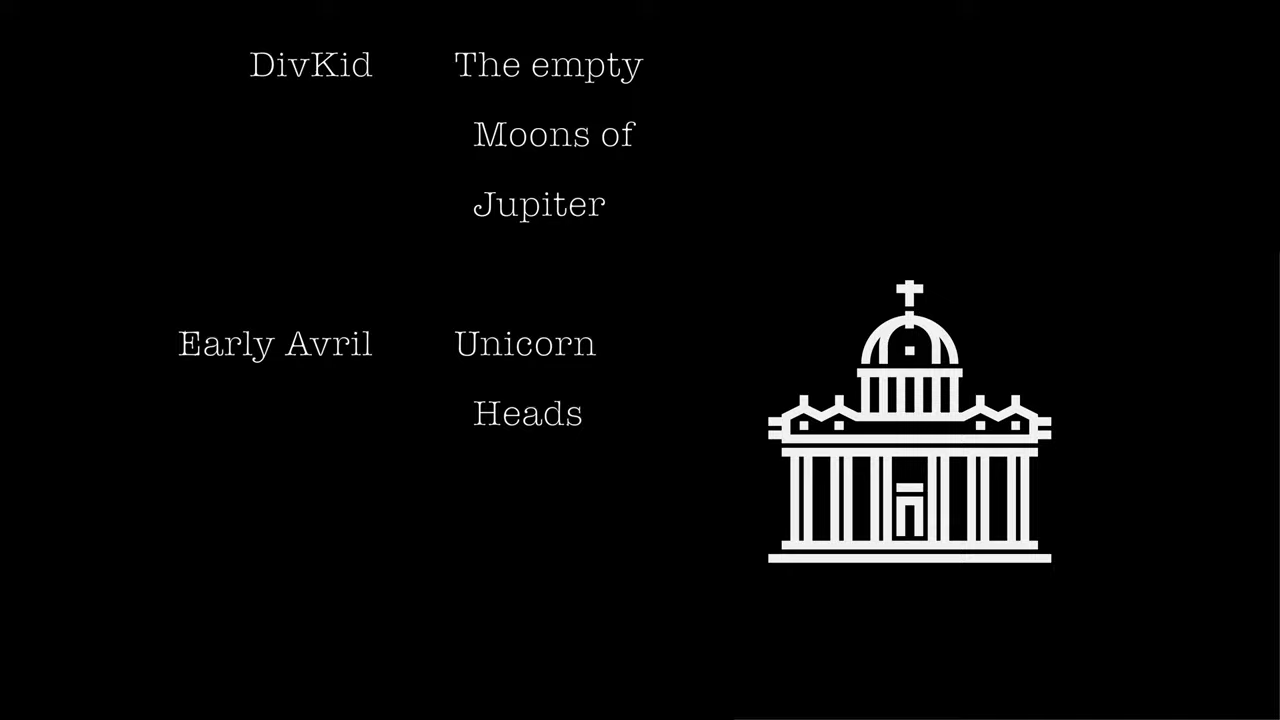 DivKid The empty
Moons of
Jupiter
Early Avril Unicorn
Heads